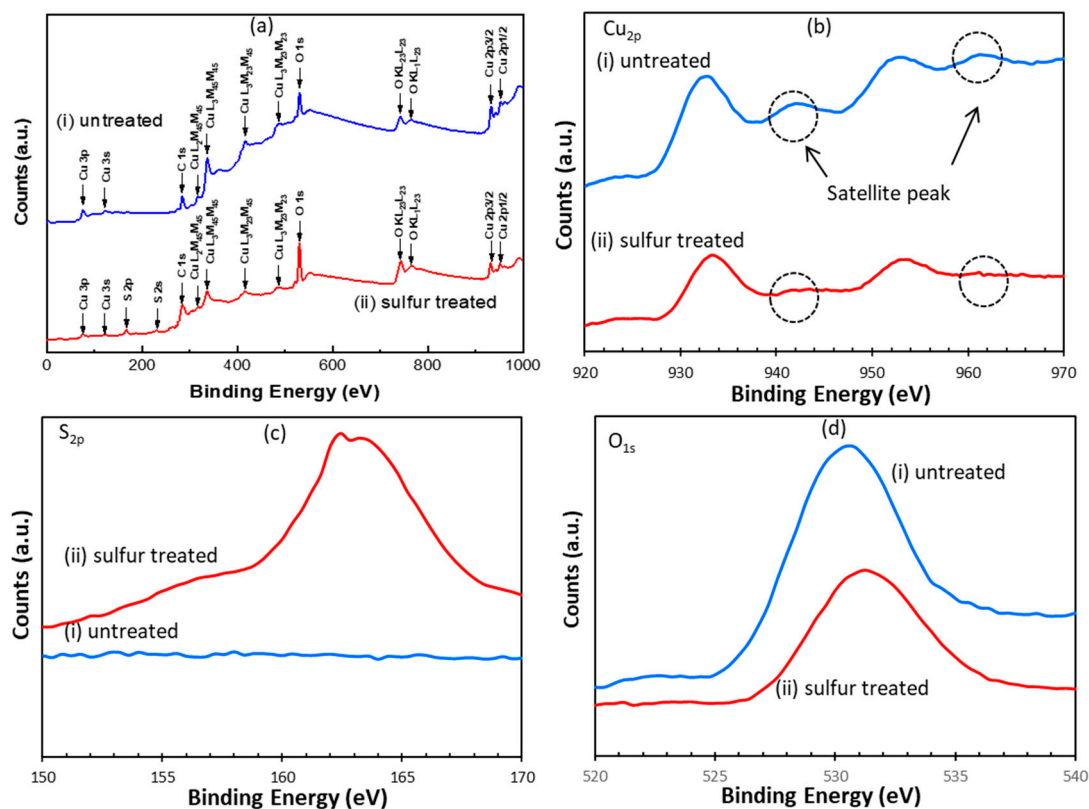 (a)
(i) untreated
Cu 3p
Cu 3s
C 1s
Cu L₂M₄₅M₄₅
Cu L₃M₄₅M₄₅
Cu L₃M₂₃M₄₅
Cu L₃M₂₃M₂₃
O 1s
O KL₂₃L₂₃
O KL₁L₂₃
Cu 2p3/2
Cu 2p1/2
Cu 3p
Cu 3s
S 2p
S 2s
C 1s
Cu L₂M₄₅M₄₅
Cu L₃M₄₅M₄₅
Cu L₃M₂₃M₄₅
Cu L₃M₂₃M₂₃
O 1s
O KL₂₃L₂₃
O KL₁L₂₃
Cu 2p3/2
Cu 2p1/2
(ii) sulfur treated
Counts (a.u.)
0 200 400 600 800 1000
Binding Energy (eV)
Cu₂ₚ
(b)
(i) untreated
Satellite peak
(ii) sulfur treated
Counts (a.u.)
920 930 940 950 960 970
Binding Energy (eV)
S₂ₚ
(c)
(ii) sulfur treated
(i) untreated
Counts (a.u.)
150 155 160 165 170
Binding Energy (eV)
O₁ₛ
(d)
(i) untreated
(ii) sulfur treated
Counts (a.u.)
520 525 530 535 540
Binding Energy (eV)